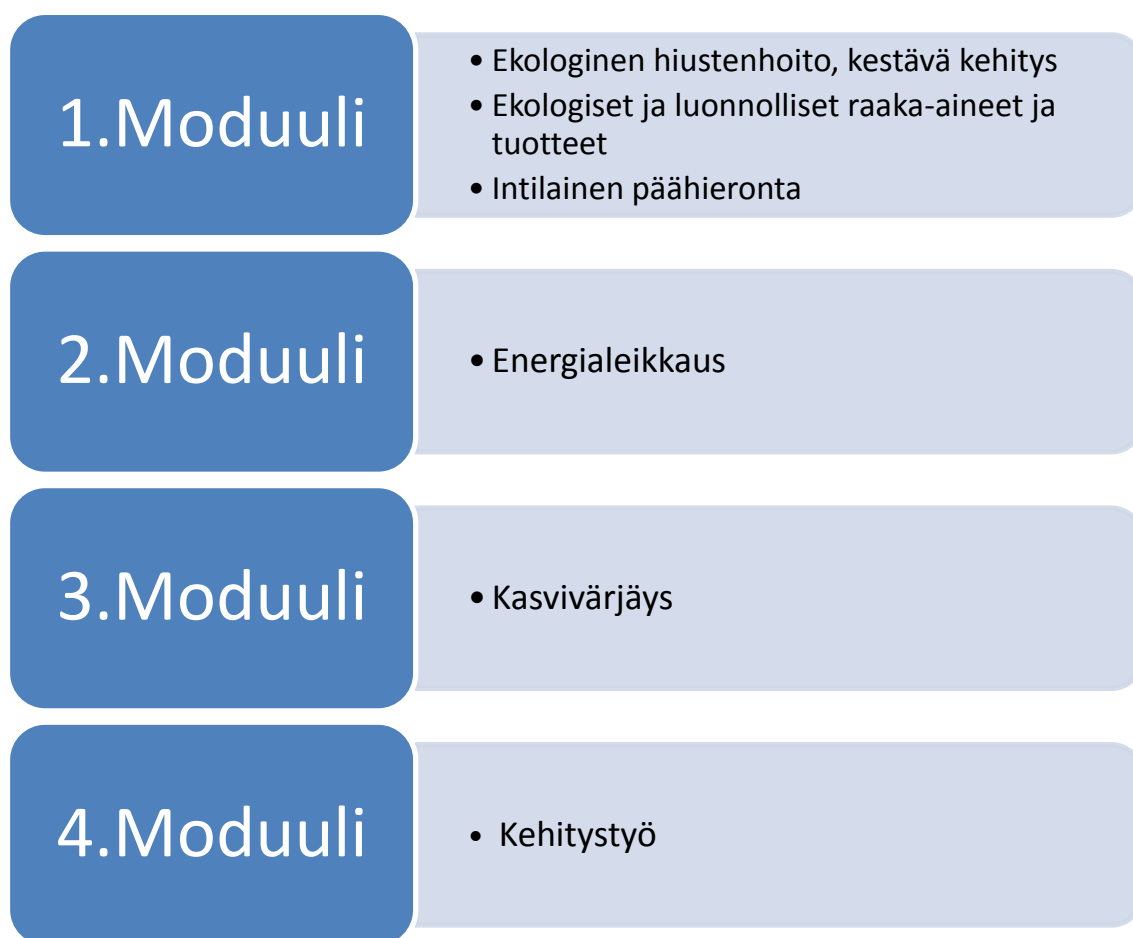 1.Moduuli
• Ekologinen hiustenhoito, kestävä kehitys
• Ekologiset ja luonnolliset raaka-aineet ja
tuotteet
• Intilainen päähieronta
2.Moduuli
• Energialeikkaus
3.Moduuli
• Kasvivärjäys
4.Moduuli
• Kehitystyö